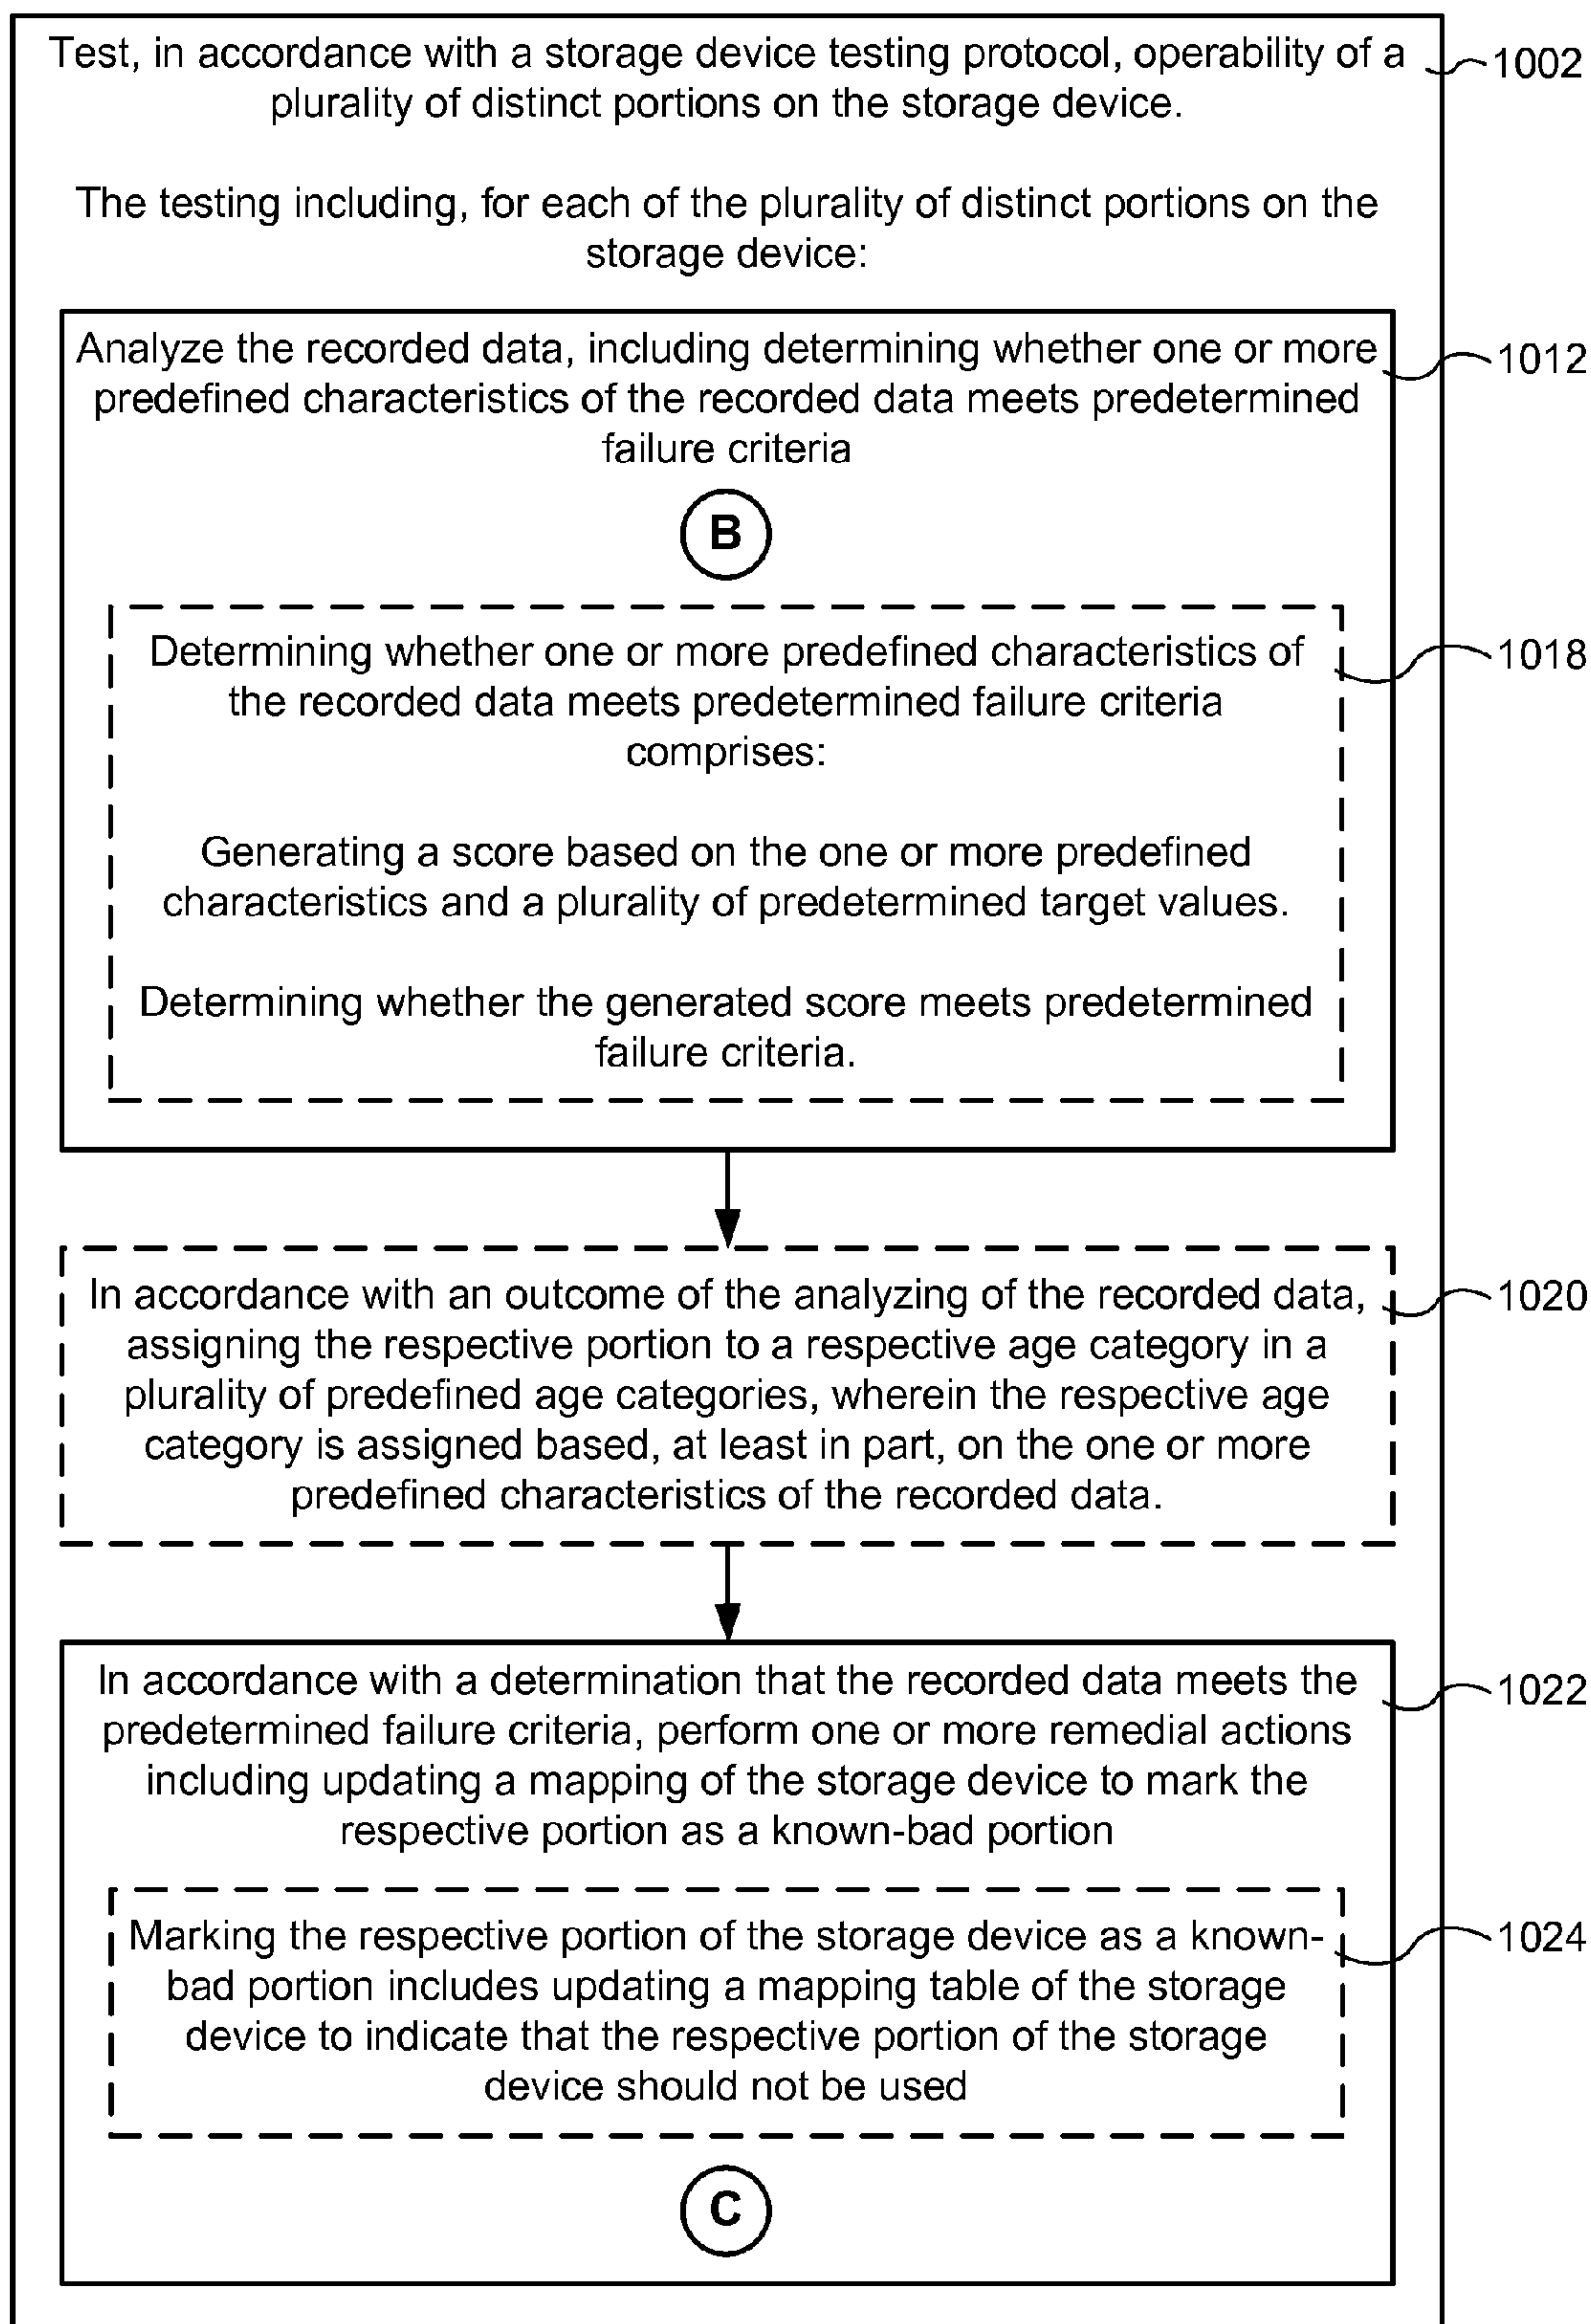 Test, in accordance with a storage device testing protocol, operability of a
1002
plurality of distinct portions on the storage device.
The testing including, for each of the plurality of distinct portions on the
storage device:
Analyze the recorded data, including determining whether one or more
1012
predefined characteristics of the recorded data meets predetermined
failure criteria
B
Determining whether one or more predefined characteristics of
1018
the recorded data meets predetermined failure criteria
comprises:
Generating a score based on the one or more predefined
characteristics and a plurality of predetermined target values.
Determining whether the generated score meets predetermined
failure criteria.
In accordance with an outcome of the analyzing of the recorded data,
1020
assigning the respective portion to a respective age category in a
plurality of predefined age categories, wherein the respective age
category is assigned based, at least in part, on the one or more
predefined characteristics of the recorded data.
In accordance with a determination that the recorded data meets the
1022
predetermined failure criteria, perform one or more remedial actions
including updating a mapping of the storage device to mark the
respective portion as a known-bad portion
Marking the respective portion of the storage device as a known-
1024
bad portion includes updating a mapping table of the storage
device to indicate that the respective portion of the storage
device should not be used
C